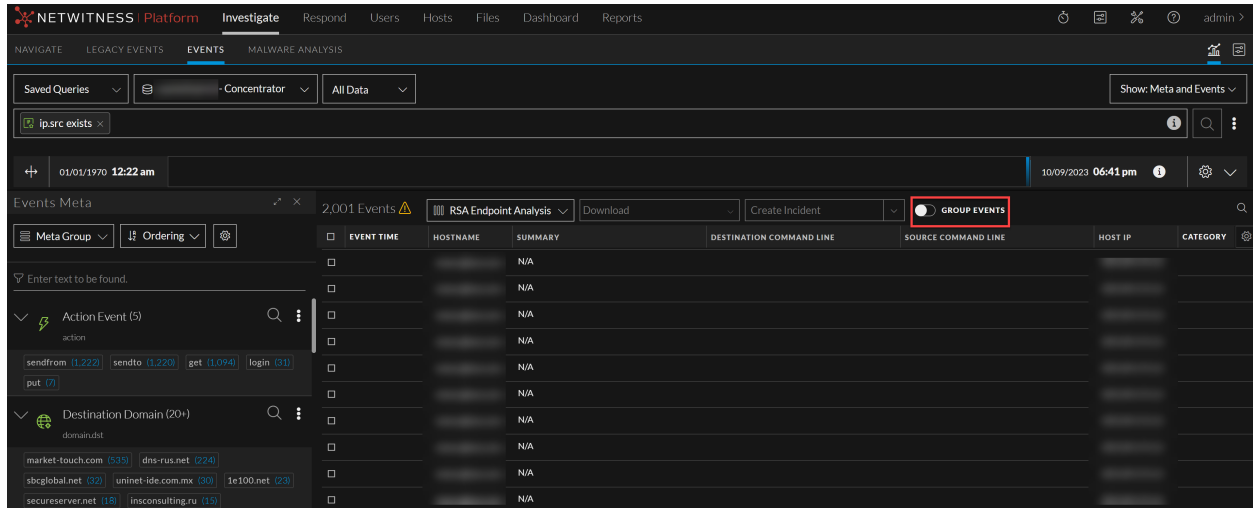 NETWITNESS | Platform Investigate Respond Users Hosts Files Dashboard Reports admin >
NAVIGATE LEGACY EVENTS EVENTS MALWARE ANALYSIS
Saved Queries - Concentrator All Data Show: Meta and Events
ip.src exists ×
01/01/1970 12:22 am 10/09/2023 06:41 pm
Events Meta 2,001 Events RSA Endpoint Analysis Download Create Incident GROUP EVENTS
Meta Group Ordering
EVENT TIME HOSTNAME SUMMARY DESTINATION COMMAND LINE SOURCE COMMAND LINE HOST IP CATEGORY
N/A
Enter text to be found.
N/A
Action Event (5)
N/A
action
N/A
sendfrom (1,222) sendto (1,220) get (1,094) login (31)
N/A
put (7)
N/A
Destination Domain (20+)
N/A
domain.dst
N/A
market-touch.com (535) dns-rus.net (224)
N/A
sbcglobal.net (32) uninet-ide.com.mx (30) 1e100.net (23)
secureserver.net (18) insconsulting.ru (15)
N/A